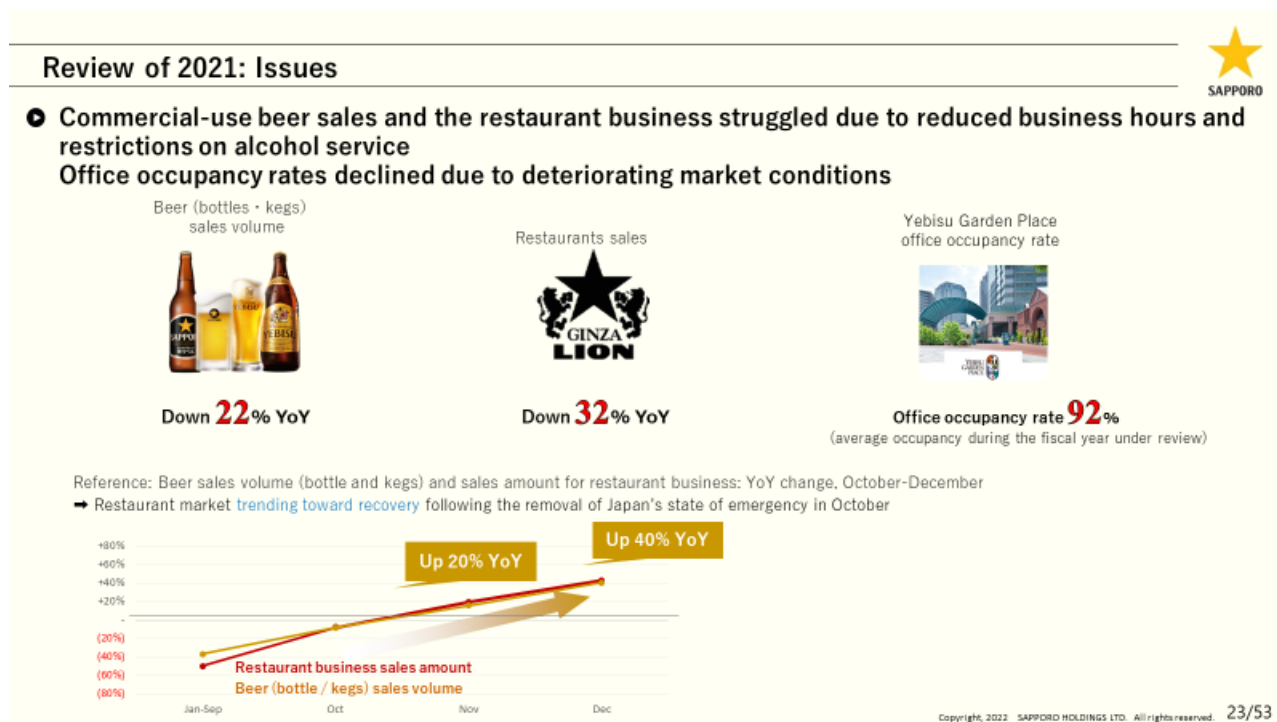 Review of 2021: Issues
SAPPORO
Commercial-use beer sales and the restaurant business struggled due to reduced business hours and
restrictions on alcohol service
Office occupancy rates declined due to deteriorating market conditions
Beer (bottles・kegs)
sales volume
Restaurants sales
Yebisu Garden Place
office occupancy rate
SAPPORO
YEBISU
YEBISU
GINZA
LION
YEBISU
GARDEN
PLACE
Down 22% YoY
Down 32% YoY
Office occupancy rate 92%
(average occupancy during the fiscal year under review)
Reference: Beer sales volume (bottle and kegs) and sales amount for restaurant business: YoY change, October-December
➡ Restaurant market trending toward recovery following the removal of Japan's state of emergency in October
Up 20% YoY
Up 40% YoY
+80%
+60%
+40%
+20%
-
(20%)
(40%)
(60%)
(80%)
Restaurant business sales amount
Beer (bottle / kegs) sales volume
Jan-Sep
Oct
Nov
Dec
Copyright, 2022 SAPPORO HOLDINGS LTD. All rights reserved.
23/53